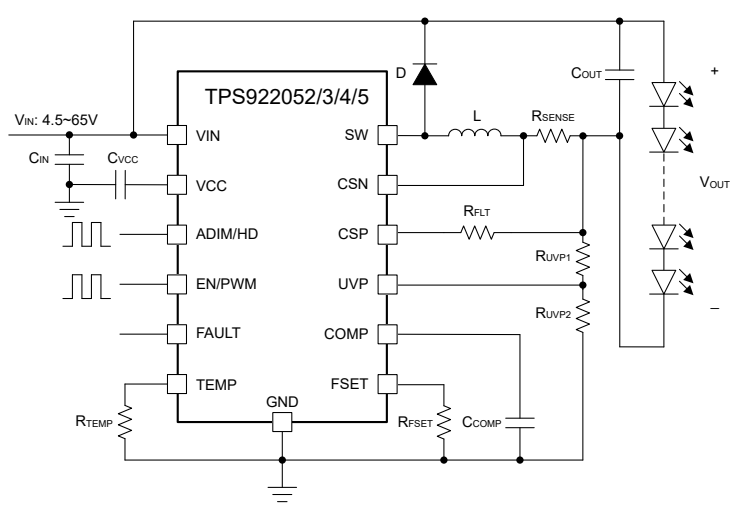 TPS922052/3/4/5
VIN: 4.5~65V
VIN
VCC
ADIM/HD
EN/PWM
FAULT
TEMP
GND
SW
CSN
CSP
UVP
COMP
FSET
CIN
CVCC
RTEMP
D
L
RSENSE
COUT
RFLT
RUVP1
RUVP2
RFSET
CCOMP
+
VOUT
–